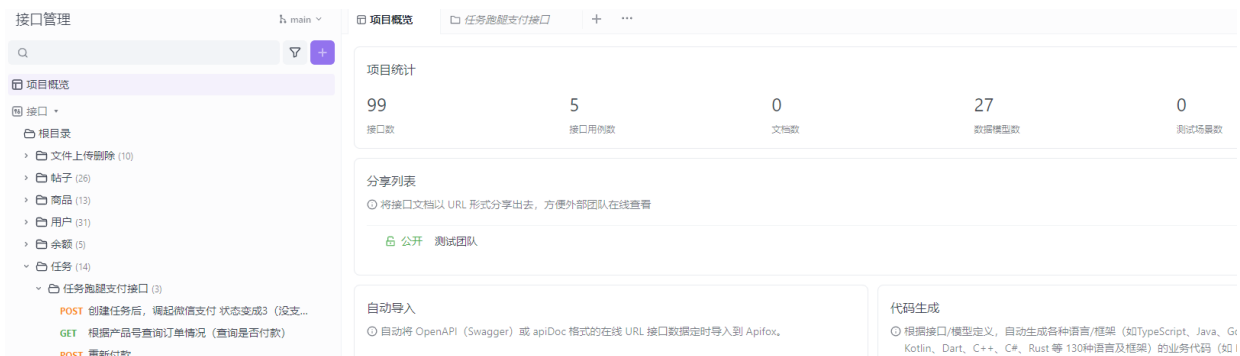 接口管理
main
项目概览
任务跑腿支付接口
项目概览
接口
根目录
文件上传删除 (10)
帖子 (26)
商品 (13)
用户 (31)
余额 (5)
任务 (14)
任务跑腿支付接口 (3)
POST 创建任务后，调起微信支付 状态变成3（没支...
GET 根据产品号查询订单情况（查询是否付款）
POST 重新付款
项目统计
99 5 0 27 0
接口数 接口用例数 文档数 数据模型数 测试场景数
分享列表
将接口文档以 URL 形式分享出去，方便外部团队在线查看
公开 测试团队
自动导入
自动将 OpenAPI（Swagger）或 apiDoc 格式的在线 URL 接口数据定时导入到 Apifox。
代码生成
根据接口/模型定义，自动生成各种语言/框架（如TypeScript、Java、Go
Kotlin、Dart、C++、C#、Rust 等 130种语言及框架）的业务代码（如